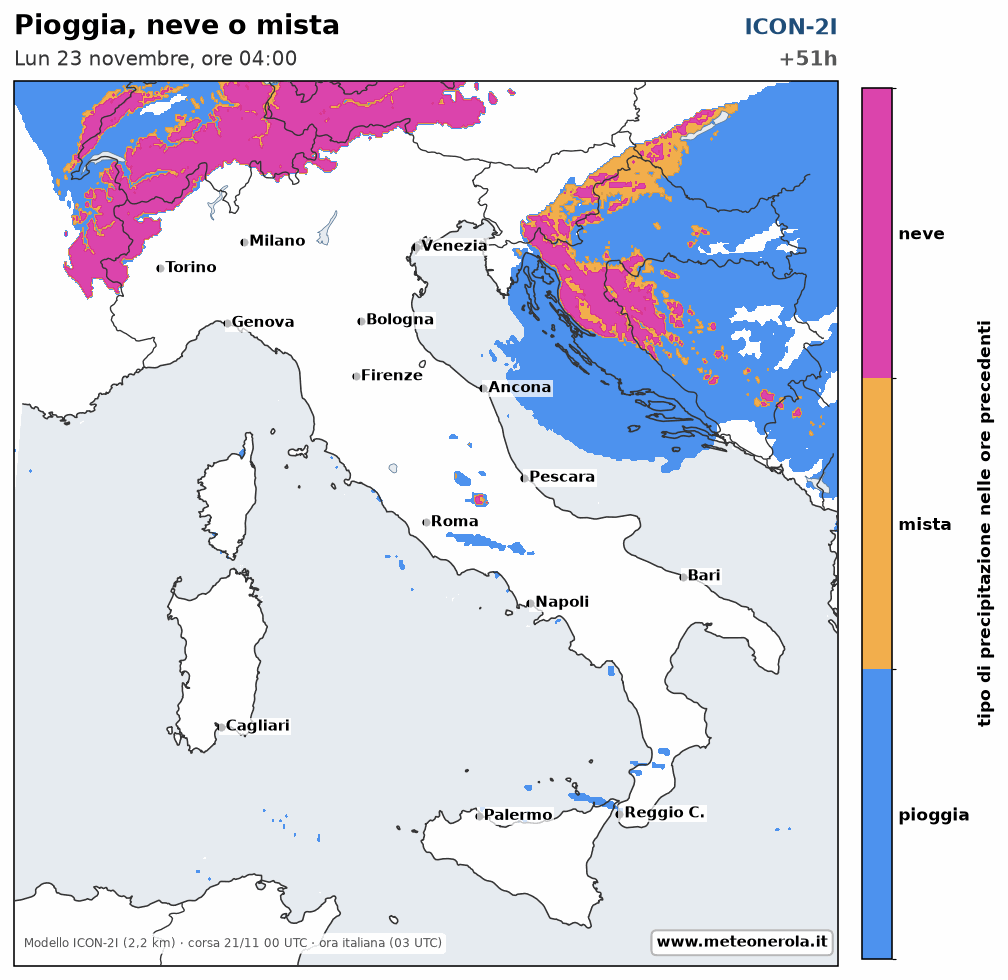 Pioggia, neve o mista
ICON-2I
Lun 23 novembre, ore 04:00
+51h
neve
mista
pioggia
tipo di precipitazione nelle ore precedenti
Milano
Venezia
Torino
Genova
Bologna
Firenze
Ancona
Pescara
Roma
Bari
Napoli
Cagliari
Palermo
Reggio C.
Modello ICON-2I (2,2 km) · corsa 21/11 00 UTC · ora italiana (03 UTC)
www.meteonerola.it